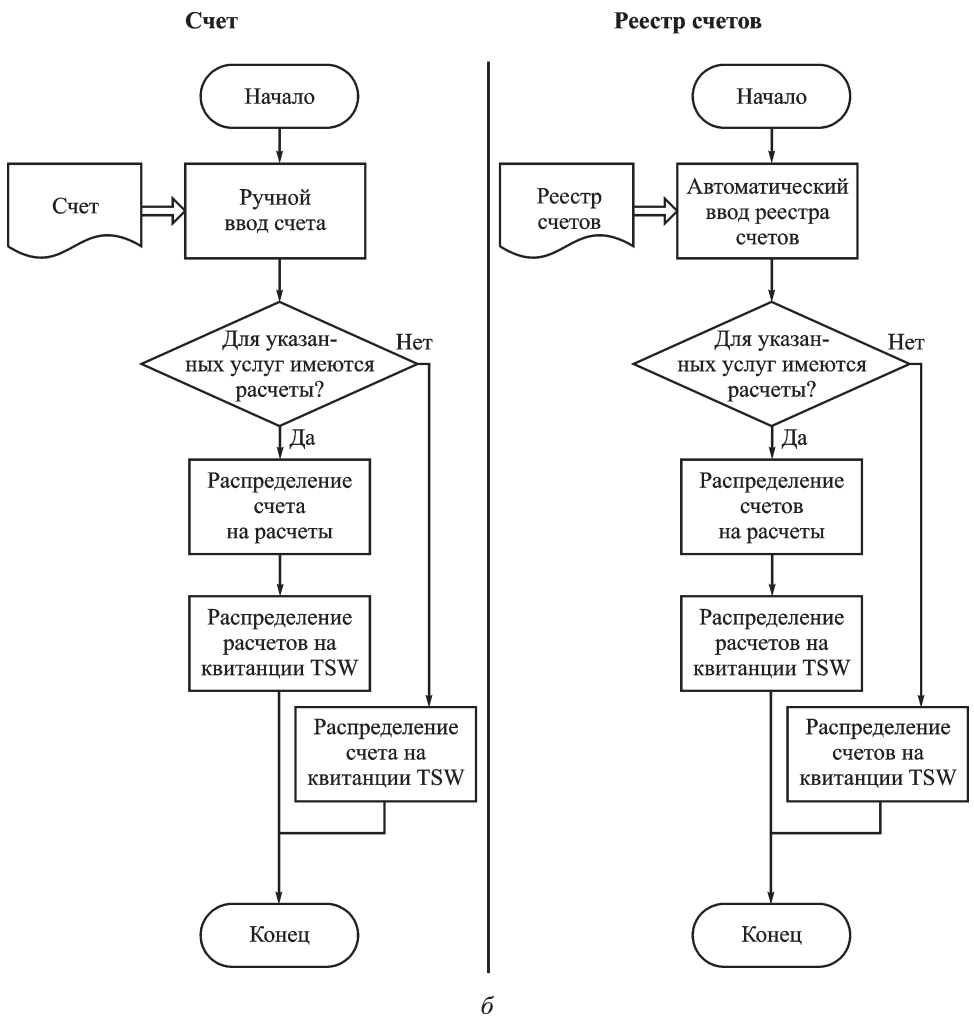 Счет
Начало
Счет
Ручной
ввод счета
Для указан-
ных услуг имеются
расчеты?
Нет
Да
Распределение
счета
на расчеты
Распределение
расчетов на
квитанции TSW
Распределение
счета на
квитанции TSW
Конец
Реестр счетов
Начало
Реестр
счетов
Автоматический
ввод реестра
счетов
Для указан-
ных услуг имеются
расчеты?
Нет
Да
Распределение
счетов
на расчеты
Распределение
расчетов на
квитанции TSW
Распределение
счетов на
квитанции TSW
Конец
б